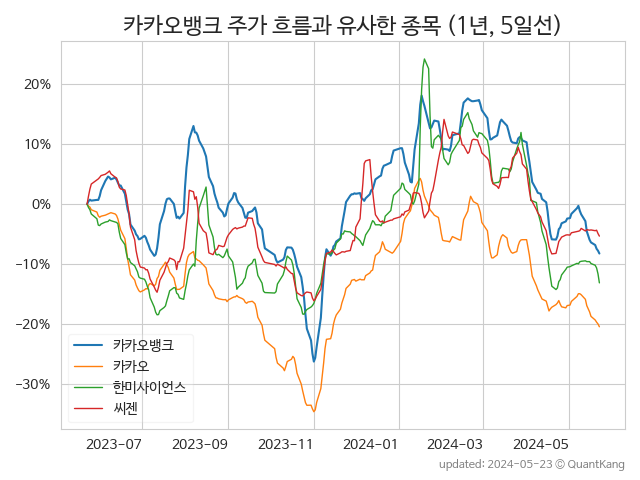 카카오뱅크 주가 흐름과 유사한 종목 (1년, 5일선)
20%
10%
0%
−10%
−20%
−30%
카카오뱅크
카카오
한미사이언스
씨젠
2023-07 2023-09 2023-11 2024-01 2024-03 2024-05
updated: 2024-05-23 ⓒ QuantKang